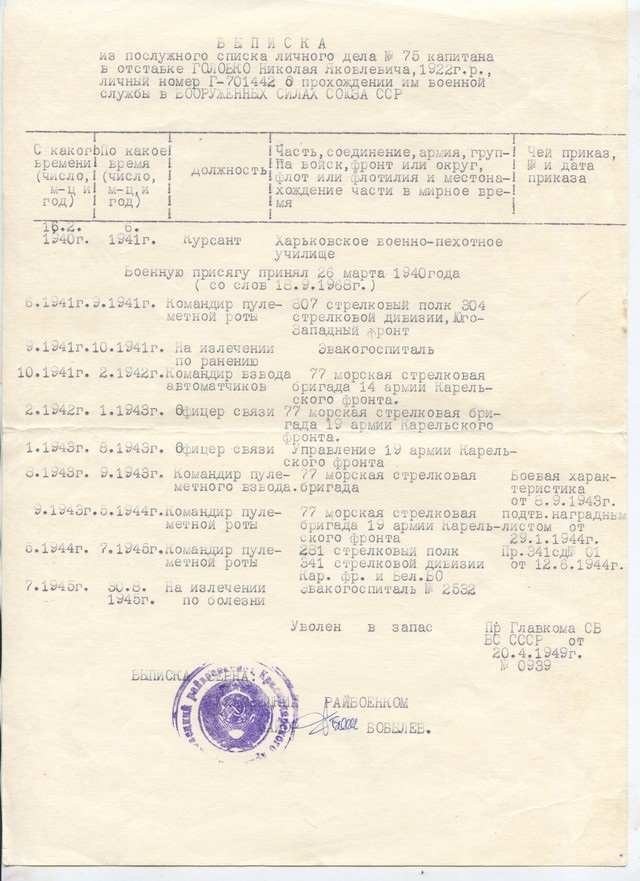 ВЫПИСКА
из послужного списка личного дела № 75 капитана
в отставке ГОЛОВКО Николая Яковлевича, 1922г.р.,
личный номер Г-701442 о прохождении им военной
службы в ВООРУЖЕННЫХ СИЛАХ СОЮЗА ССР
С какого времени (число, м-ц и год)
По какое время (число, м-ц, и год)
должность
Часть, соединение, армия, груп-
па войск, фронт или округ,
флот или флотилия и местона-
хождение части в мирное вре-
мя
Чей приказ,
№ и дата
приказа
16.2. 6.
1940г. 1941г. Курсант Харьковское военно-пехотное
училище
Военную присягу принял 26 марта 1940года
( со слов 18.9.1968г.)
6.1941г. 9.1941г. Командир пуле- 807 стрелковый полк 304
метной роты стрелковой дивизии, Юго-
Западный фронт
9.1941г. 10.1941г. На излечении Эвакогоспиталь
по ранению
10.1941г. 2.1942г. Командир взвода 77 морская стрелковая
автоматчиков бригада 14 армии Карель-
ского фронта.
2.1942г. 1.1943г. Офицер связи 77 морская стрелковая бри-
гада 19 армии Карельского
фронта.
1.1943г. 8.1943г. Офицер связи Управление 19 армии Карель-
ского фронта
8.1943г. 9.1943г. Командир пуле- 77 морская стрелковая Боевая харак-
метного взвода. бригада теристика
от 8.9.1943г.
9.1943г. 5.1944г. Командир пуле- 77 морская стрелковая подтв. наградным
метной роты бригада 19 армии Карель- листом от
ского фронта 29.1.1944г.
5.1944г. 7.1945г. Командир пуле- 281 стрелковый полк Пр. 341сд № 01
метной роты 341 стрелковой дивизии от 12.6.1944г.
Кар. фр. и Бел.ВО
7.1945г. 30.8. На излечении Эвакогоспиталь № 2532
1945г. по болезни
Уволен в запас Пр Главкома СВ
ВС СССР от
20.4.1949г.
№ 0939
ВЫПИСКА ВЕРНА:
РАЙВОЕНКОМ
БОБЫЛЕВ.